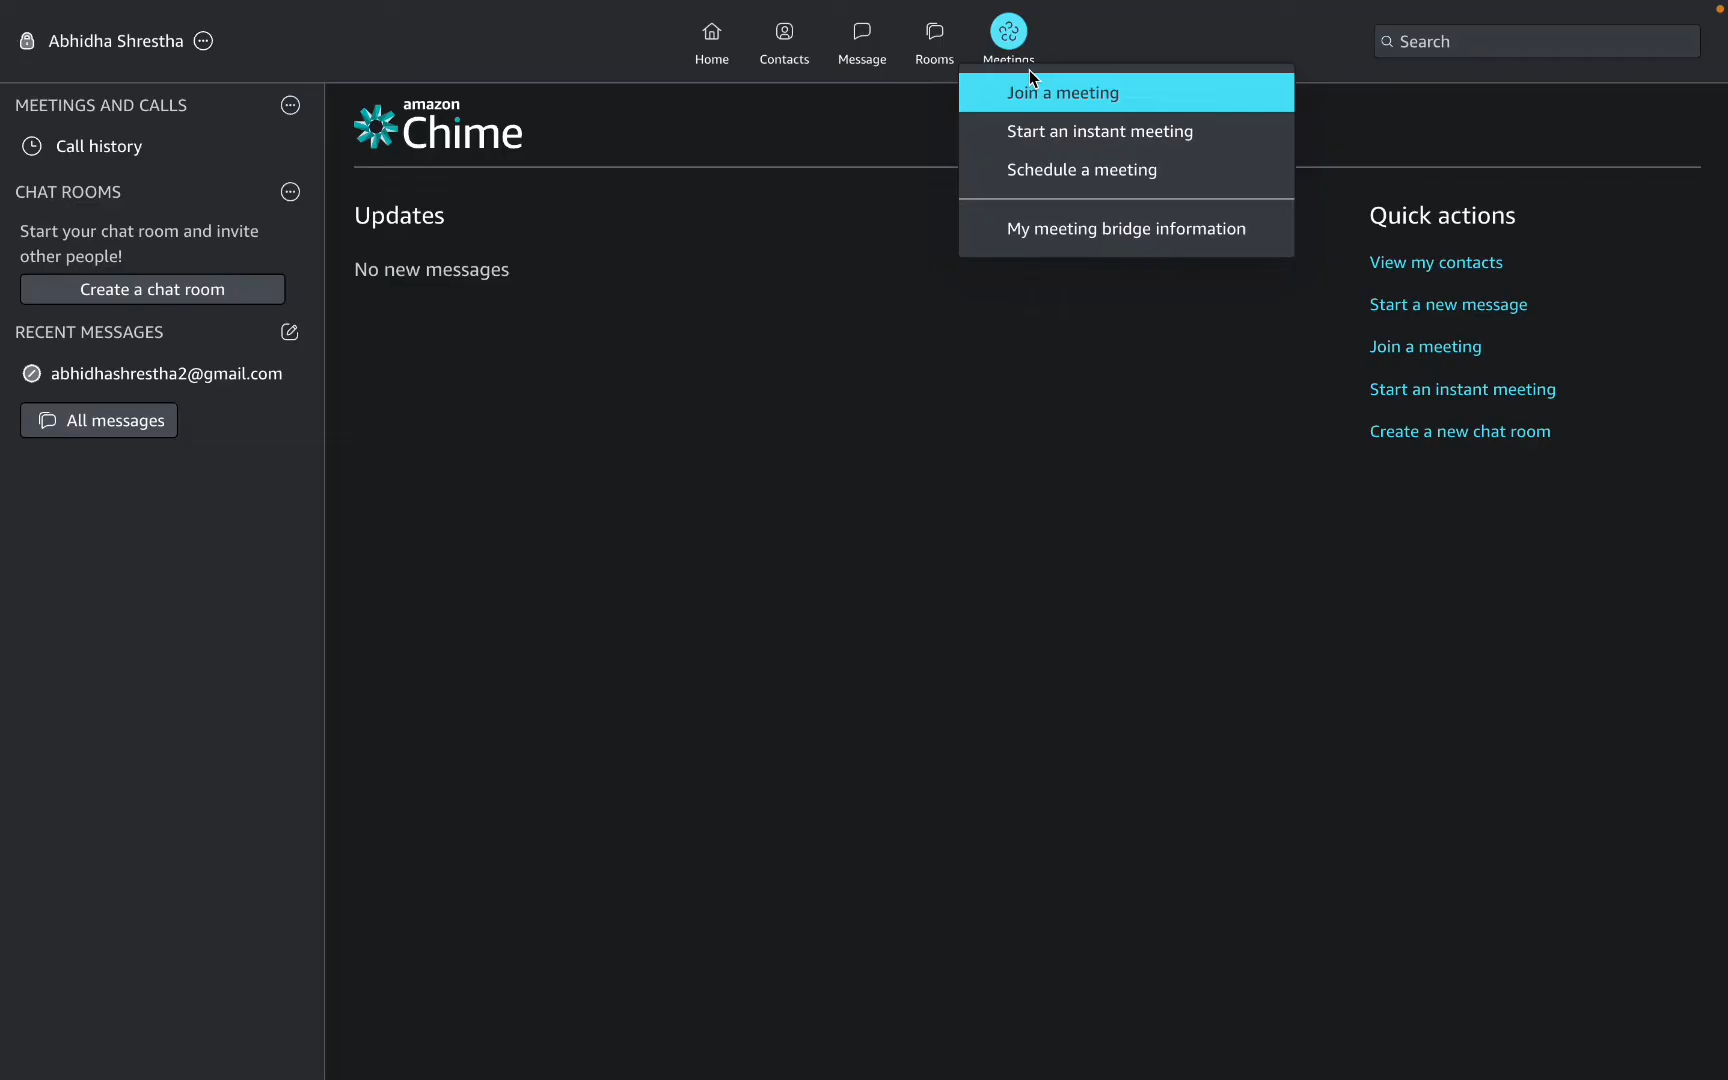 Abhidha Shrestha
Home
Contacts
Message
Rooms
Meetings
Search
MEETINGS AND CALLS
Call history
CHAT ROOMS
Start your chat room and invite
other people!
Create a chat room
RECENT MESSAGES
abhidhashrestha2@gmail.com
All messages
amazon
Chime
Updates
No new messages
Join a meeting
Start an instant meeting
Schedule a meeting
My meeting bridge information
Quick actions
View my contacts
Start a new message
Join a meeting
Start an instant meeting
Create a new chat room